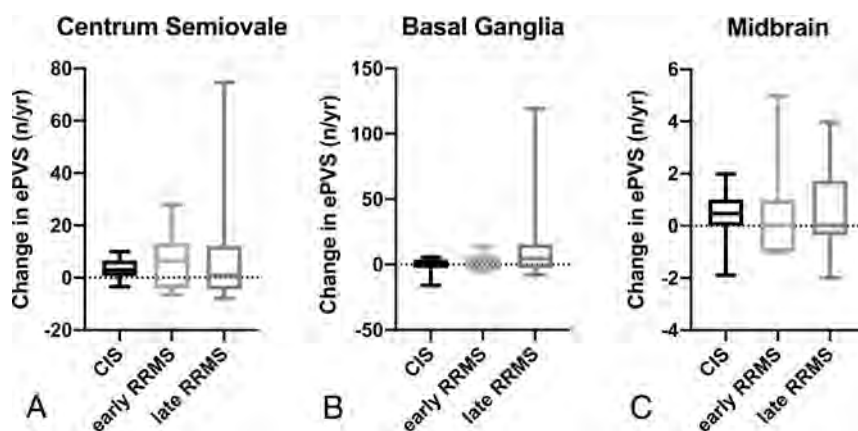 Centrum Semiovale
Change in ePVS (n/yr)
80
60
40
20
0
-20
CIS
early RRMS
late RRMS
A
Basal Ganglia
Change in ePVS (n/yr)
150
100
50
0
-50
CIS
early RRMS
late RRMS
B
Midbrain
Change in ePVS (n/yr)
6
4
2
0
-2
-4
CIS
early RRMS
late RRMS
C